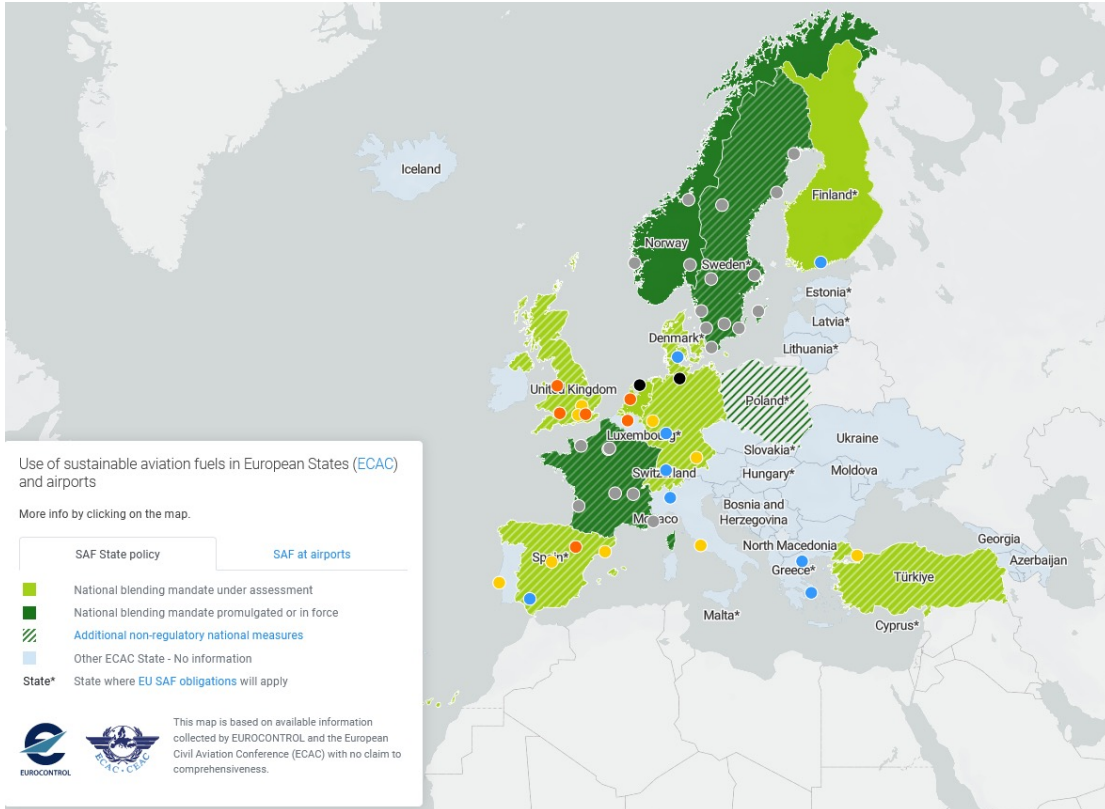 Iceland
Finland*
Norway
Sweden*
Estonia*
Latvia*
Lithuania*
Denmark*
United Kingdom
Poland*
Luxembourg*
Ukraine
Slovakia*
Switzerland
Hungary*
Moldova
Bosnia and
Herzegovina
Monaco
North Macedonia
Georgia
Azerbaijan
Spain*
Greece*
Türkiye
Malta*
Cyprus*
Use of sustainable aviation fuels in European States (ECAC)
and airports
More info by clicking on the map.
SAF State policy
SAF at airports
National blending mandate under assessment
National blending mandate promulgated or in force
Additional non-regulatory national measures
Other ECAC State - No information
State* State where EU SAF obligations will apply
This map is based on available information
collected by EUROCONTROL and the European
Civil Aviation Conference (ECAC) with no claim to
comprehensiveness.
EUROCONTROL
ECAC • CEAC